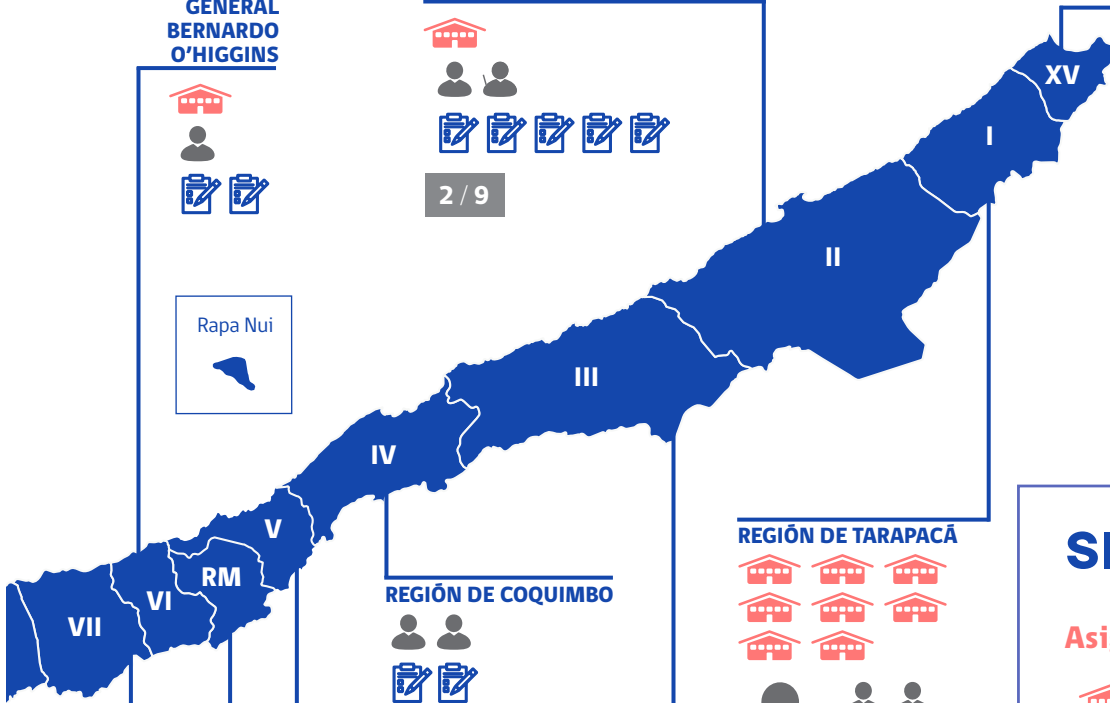 GENERAL
BERNARDO
O'HIGGINS
2 / 9
Rapa Nui
XV
I
II
III
IV
V
RM
VI
VII
REGIÓN DE TARAPACÁ
REGIÓN DE COQUIMBO